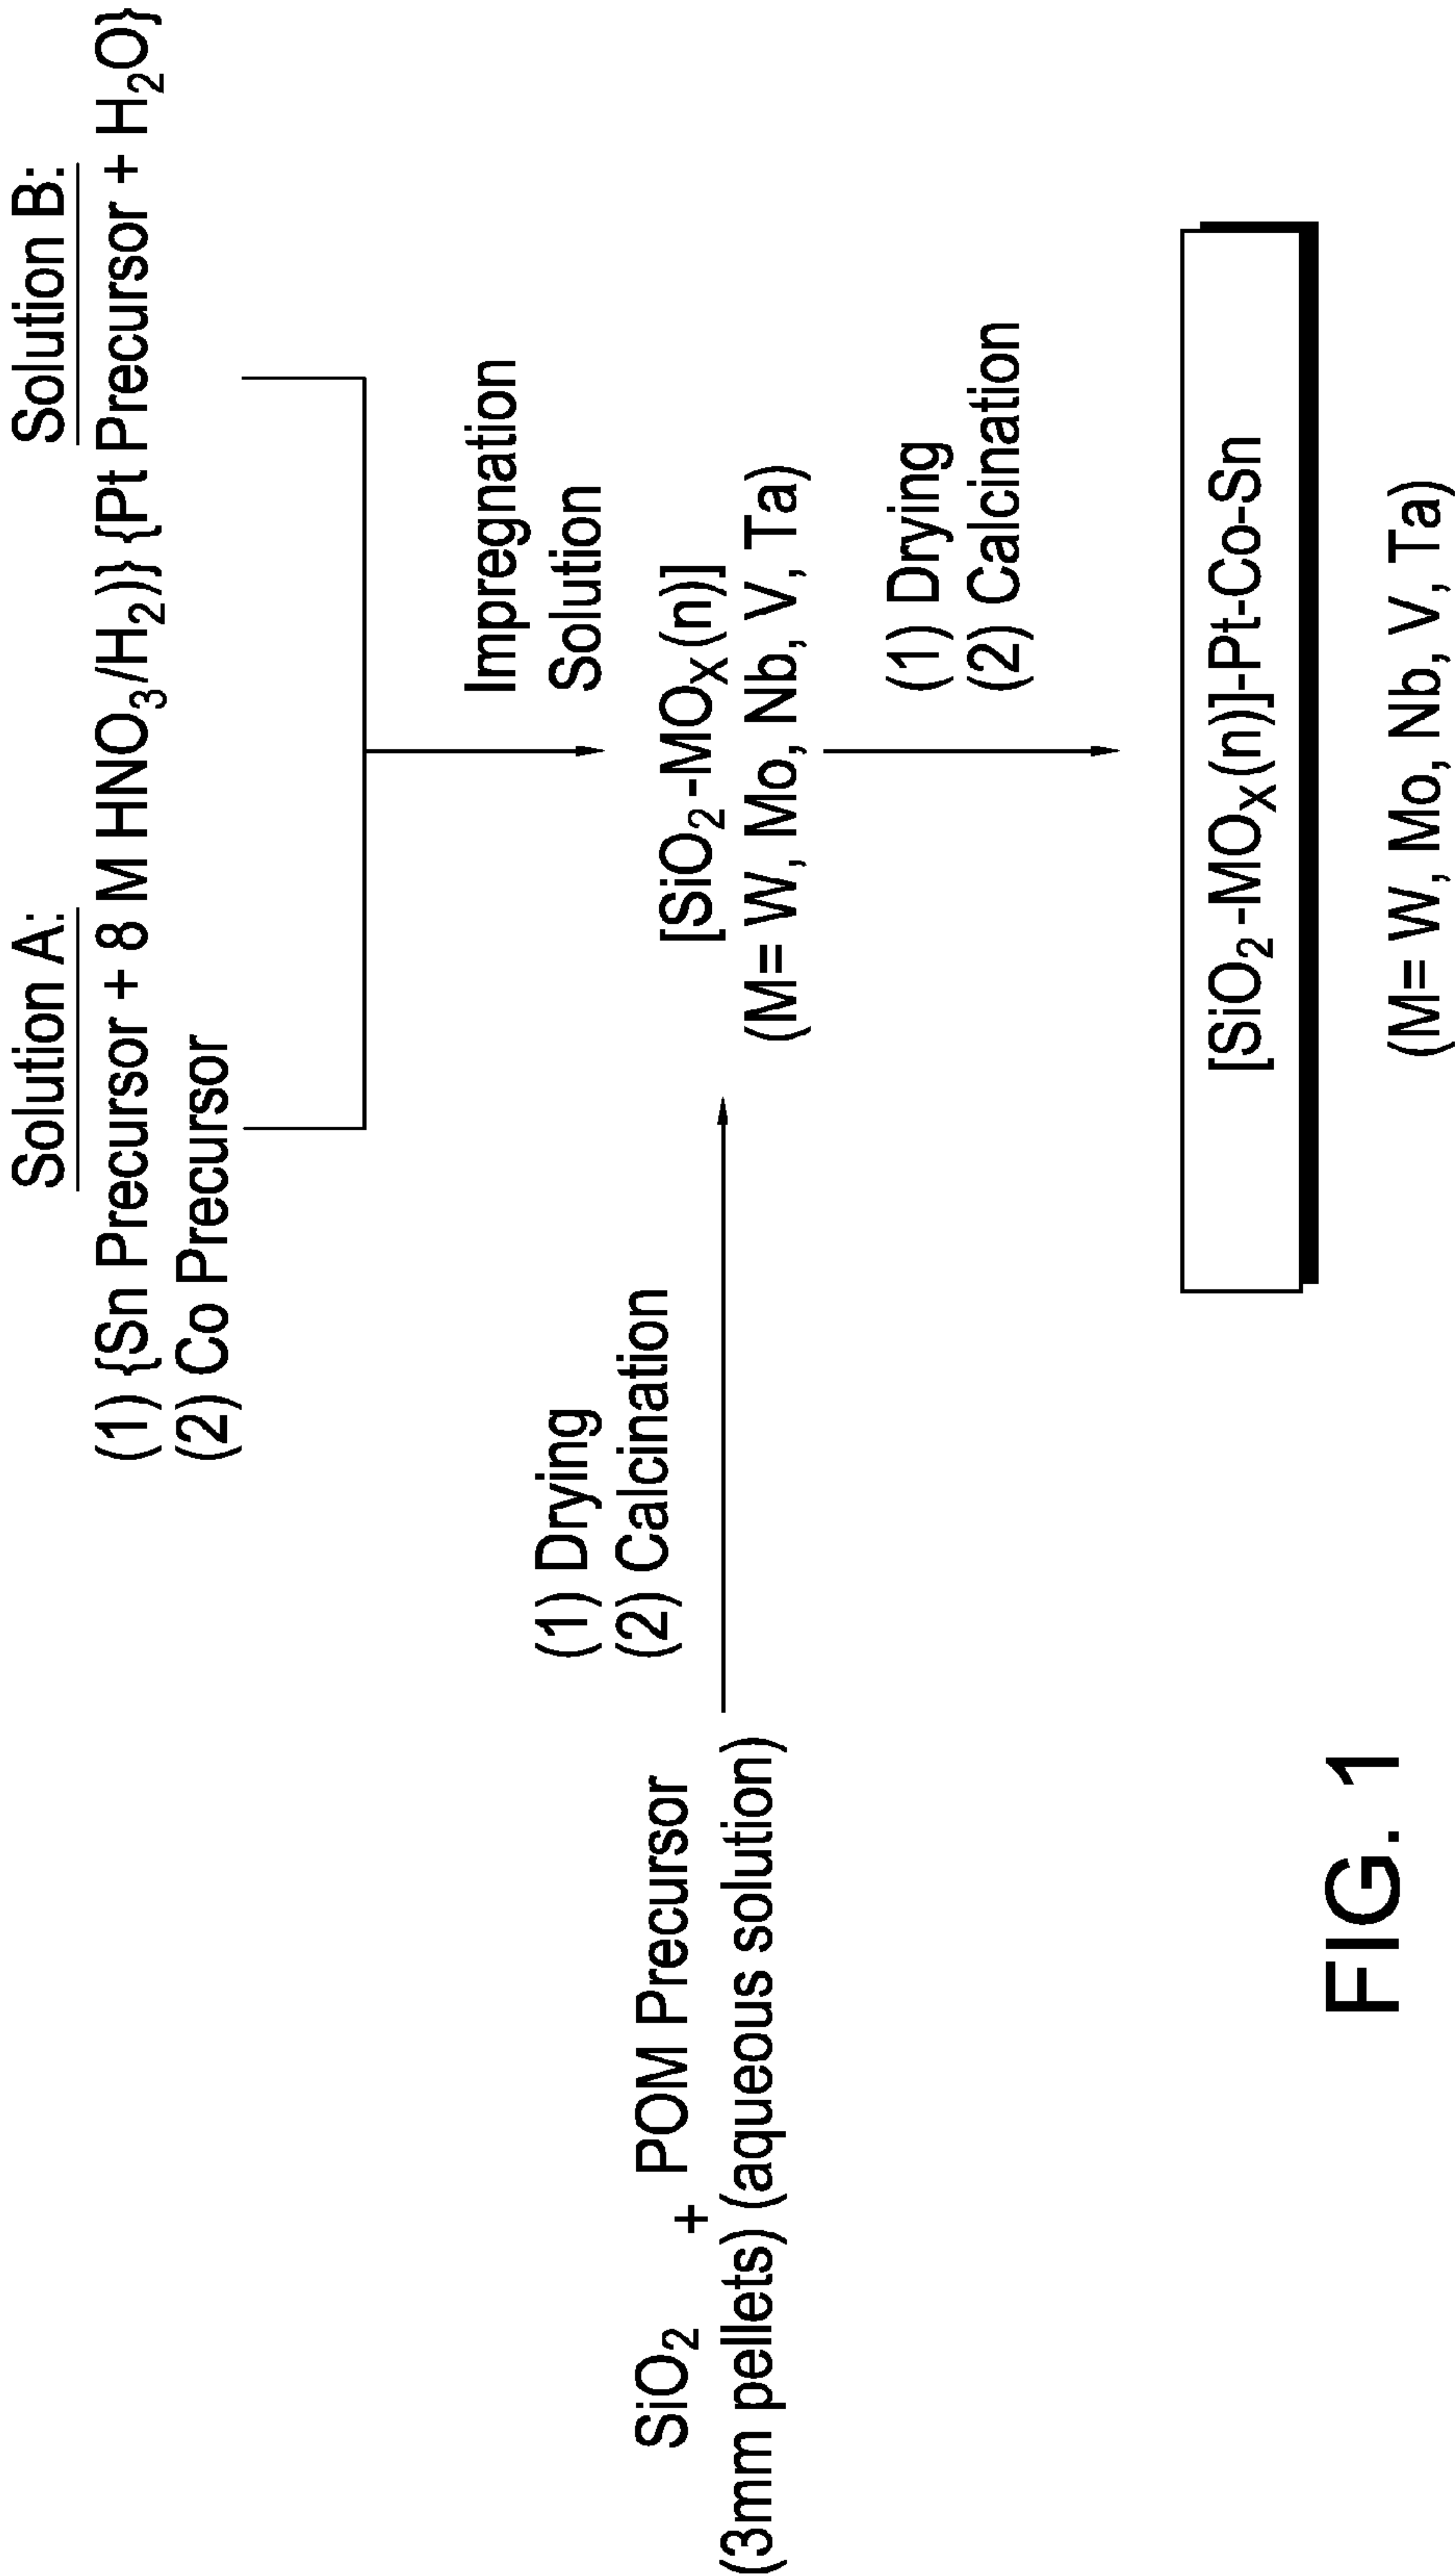 Solution A:
Solution B:
(1) {Sn Precursor + 8 M HNO₃/H₂)} {Pt Precursor + H₂O}
(2) Co Precursor
Impregnation
Solution
(1) Drying
(2) Calcination
SiO₂ + POM Precursor
(3mm pellets) (aqueous solution)
[SiO₂-MOₓ(n)]
(M= W, Mo, Nb, V, Ta)
(1) Drying
(2) Calcination
[SiO₂-MOₓ(n)]-Pt-Co-Sn
(M= W, Mo, Nb, V, Ta)
FIG. 1